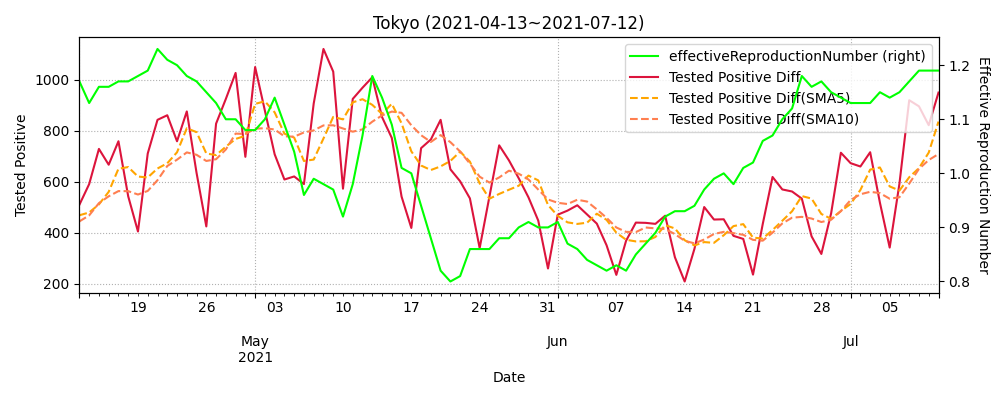 Tokyo (2021-04-13~2021-07-12)
effectiveReproductionNumber (right)
Tested Positive Diff
Tested Positive Diff(SMA5)
Tested Positive Diff(SMA10)
Tested Positive
1000
800
600
400
200
Effective Reproduction Number
1.2
1.1
1.0
0.9
0.8
19 26 03 10 17 24 31 07 14 21 28 05
May Jun Jul
2021
Date